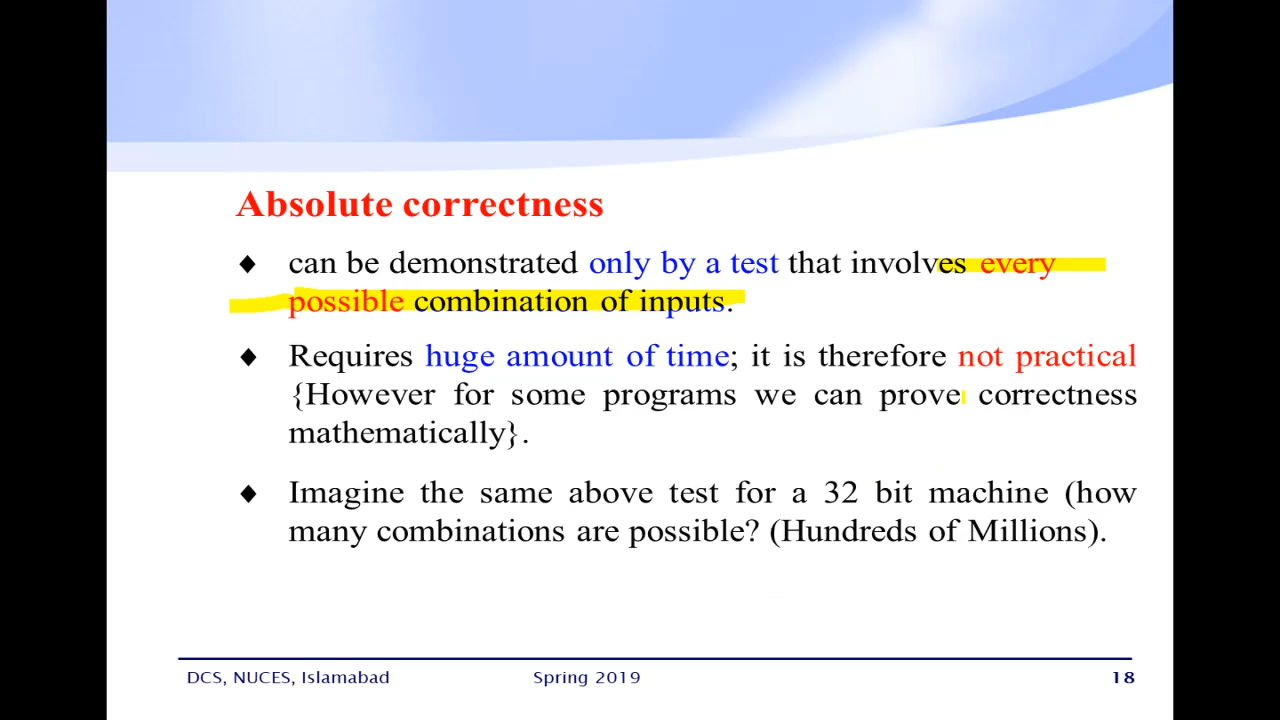 Absolute correctness
♦ can be demonstrated only by a test that involves every
possible combination of inputs.
♦ Requires huge amount of time; it is therefore not practical
{However for some programs we can prove correctness
mathematically}.
♦ Imagine the same above test for a 32 bit machine (how
many combinations are possible? (Hundreds of Millions).
DCS, NUCES, Islamabad Spring 2019 18